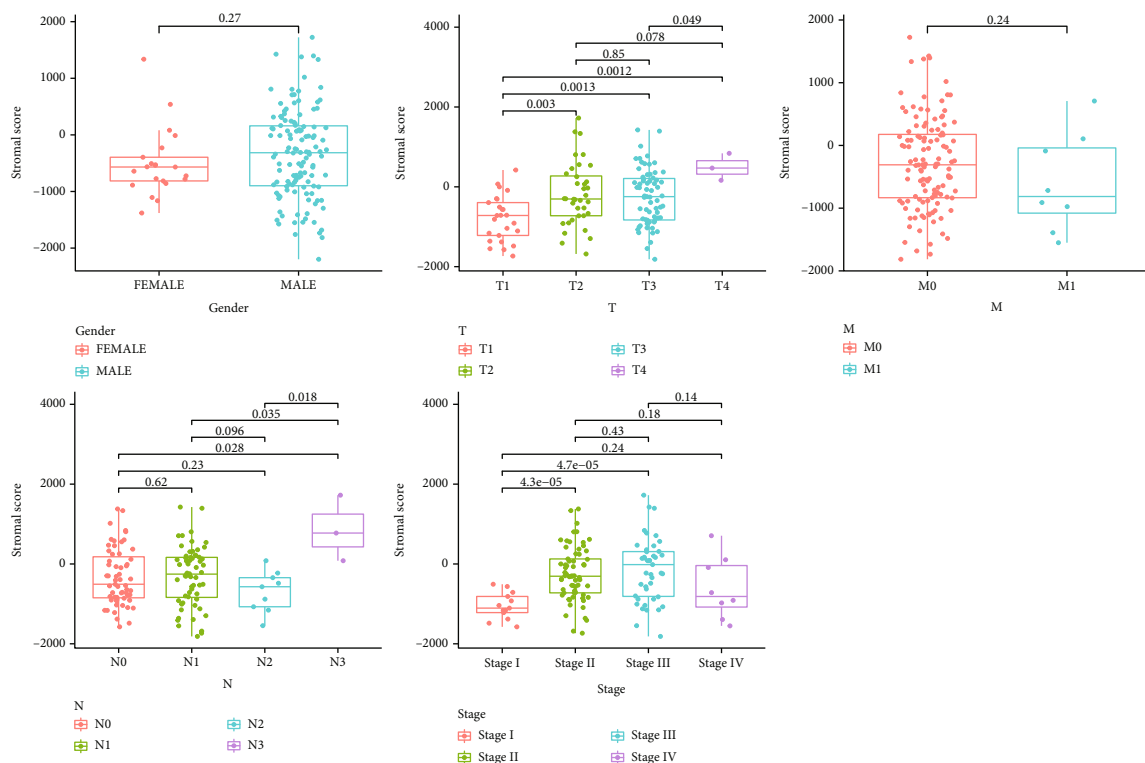 2000
1000
0
−1000
−2000
Stromal score
0.27
FEMALE
MALE
Gender
Gender
FEMALE
MALE
4000
2000
0
−2000
Stromal score
0.049
0.078
0.85
0.0012
0.0013
0.003
T1
T2
T3
T4
T
T
T1
T3
T2
T4
2000
1000
0
−1000
−2000
Stromal score
0.24
M0
M1
M
M
M0
M1
4000
2000
0
−2000
Stromal score
0.018
0.035
0.096
0.028
0.23
0.62
N0
N1
N2
N3
N
N
N0
N2
N1
N3
4000
2000
0
−2000
Stromal score
0.14
0.18
0.43
0.24
4.7e−05
4.3e−05
Stage I
Stage II
Stage III
Stage IV
Stage
Stage
Stage I
Stage III
Stage II
Stage IV